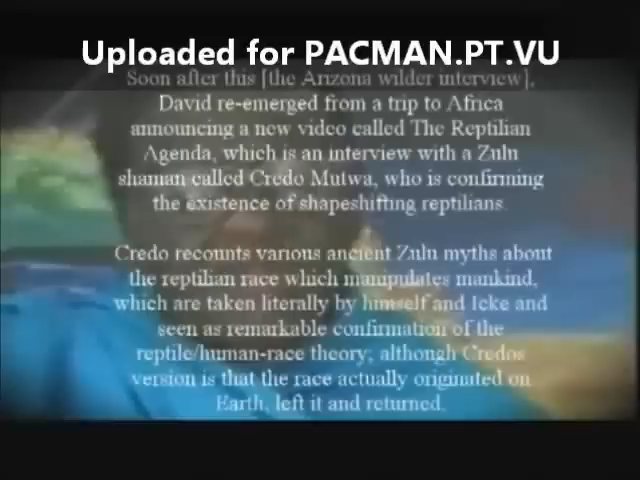 Uploaded for PACMAN.PT.VU
Soon after this [the Arizona wilder interview],
David re-emerged from a trip to Africa
announcing a new video called The Reptilian
Agenda, which is an interview with a Zulu
shaman called Credo Mutwa, who is confirming
the existence of shapeshifting reptilians.
Credo recounts various ancient Zulu myths about
the reptilian race which manipulates mankind,
which are taken literally by himself and Icke and
seen as remarkable confirmation of the
reptile/human-race theory; although Credos
version is that the race actually originated on
Earth, left it and returned.